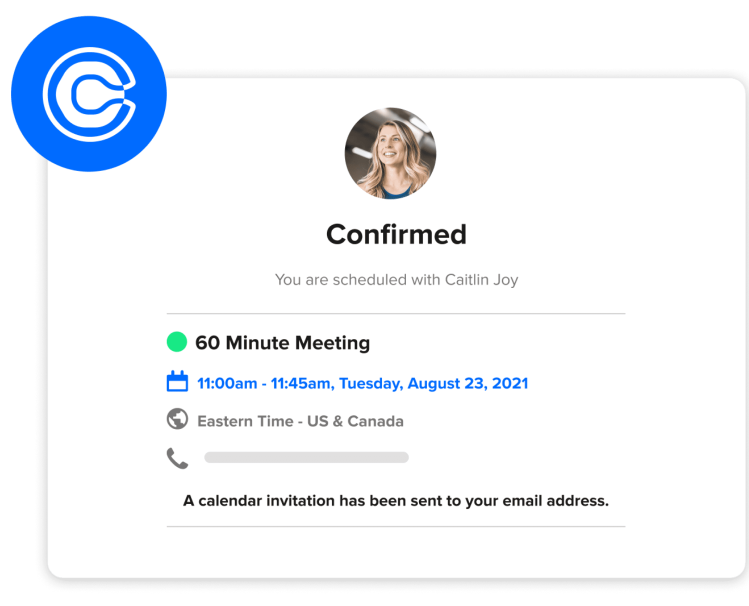 Confirmed
You are scheduled with Caitlin Joy
60 Minute Meeting
11:00am - 11:45am, Tuesday, August 23, 2021
Eastern Time - US & Canada
A calendar invitation has been sent to your email address.